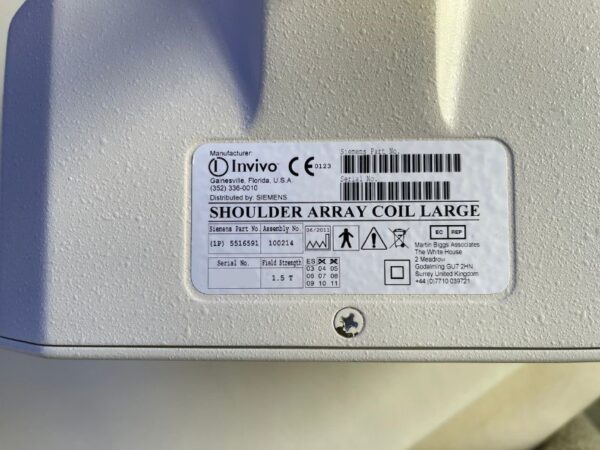 Manufacturer:
Invivo CE 0123
Gainesville, Florida, U.S.A.
(352) 336-0010
Distributed by: SIEMENS
Siemens Part No.
Serial No.
SHOULDER ARRAY COIL LARGE
Siemens Part No. Assembly No. 06/2011
(1P) 5516591 100214
Serial No. Field Strength
1.5 T
ES
03 04 05
06 07 08
09 10 11
EC REP
Martin Biggs Associates
The White House
2 Meadrow
Godalming GU7 2HN
Surrey United Kingdom
+44 (0)7710 039721